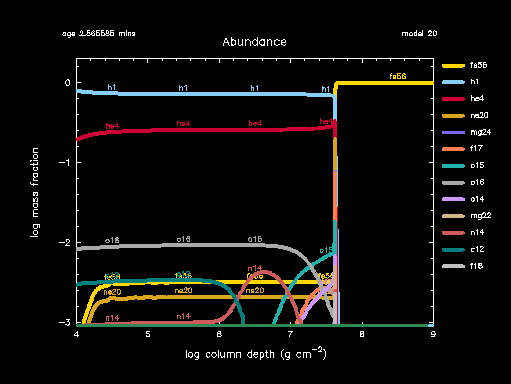 age 2.565585 mins
model 20
Abundance
log mass fraction
0
−1
−2
−3
h1 h1 h1 h1
fe56
he4 he4 he4 he4
o16 o16 o16
o15
n14
ne20 ne20 ne20
n14 n14
4 5 6 7 8 9
log column depth (g cm−2)
fe56
h1
he4
ne20
mg24
f17
o15
o16
o14
mg22
n14
c12
f18